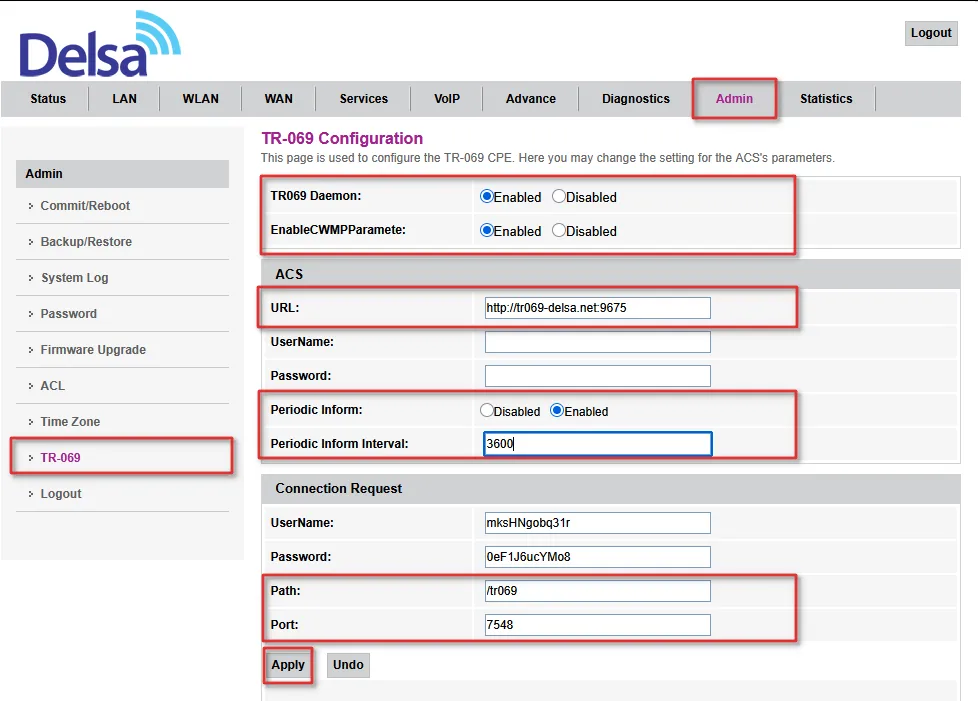 Delsa
Logout
Status LAN WLAN WAN Services VoIP Advance Diagnostics Admin Statistics
Admin
Commit/Reboot
Backup/Restore
System Log
Password
Firmware Upgrade
ACL
Time Zone
TR-069
Logout
TR-069 Configuration
This page is used to configure the TR-069 CPE. Here you may change the setting for the ACS's parameters.
TR069 Daemon: Enabled Disabled
EnableCWMPParamete: Enabled Disabled
ACS
URL: http://tr069-delsa.net:9675
UserName:
Password:
Periodic Inform: Disabled Enabled
Periodic Inform Interval: 3600
Connection Request
UserName: mksHNgobq31r
Password: 0eF1J6ucYMo8
Path: /tr069
Port: 7548
Apply Undo